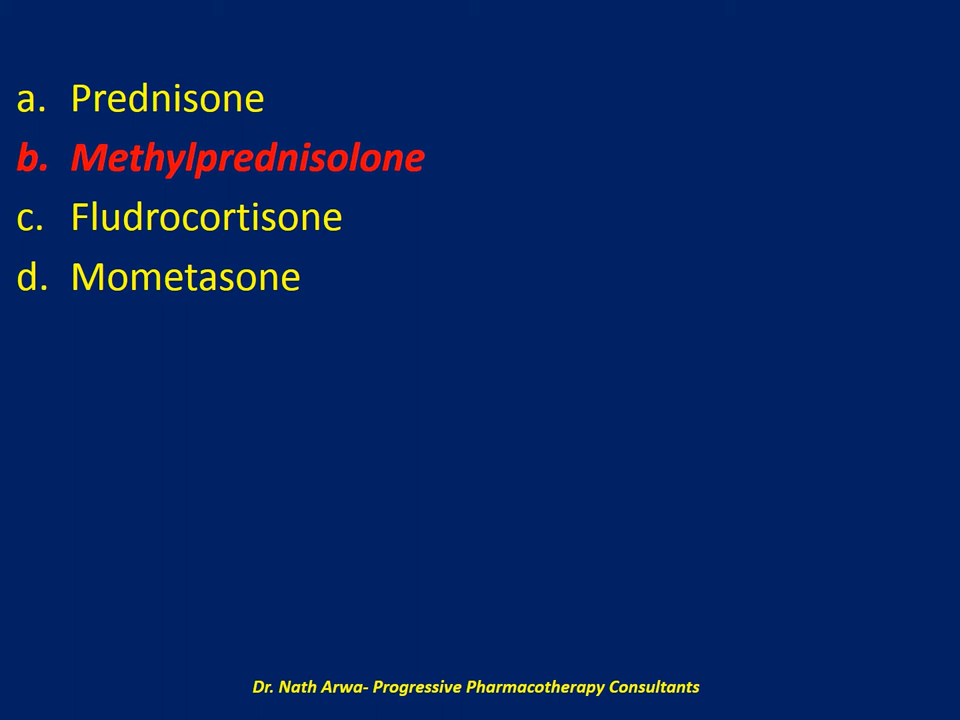 a. Prednisone
b. Methylprednisolone
c. Fludrocortisone
d. Mometasone
Dr. Nath Arwa- Progressive Pharmacotherapy Consultants